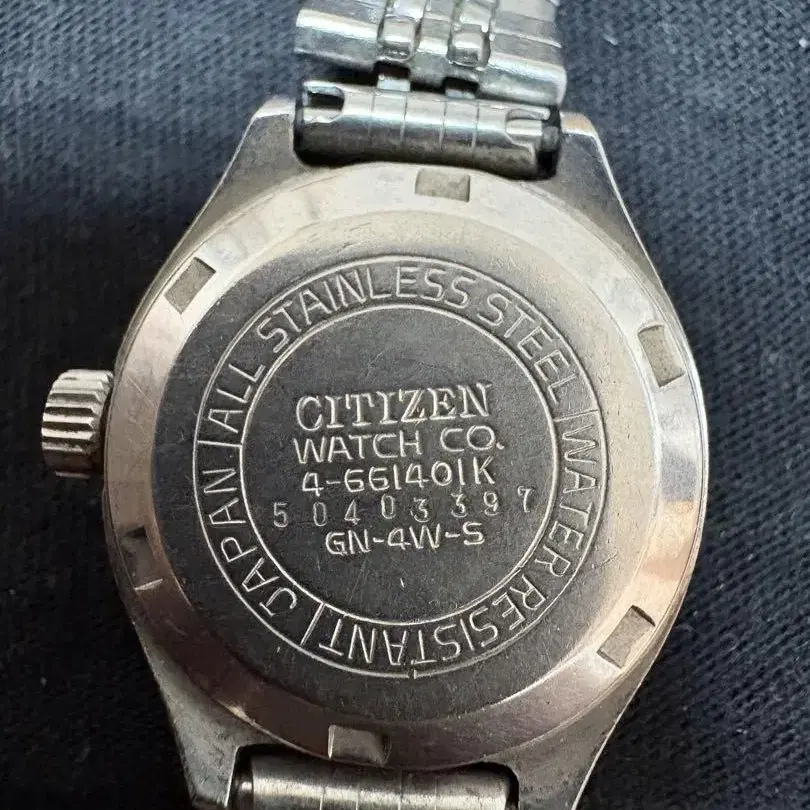 CITIZEN
WATCH CO.
4-661401K
50403397
GN-4W-S
ALL STAINLESS STEEL | WATER RESISTANT | JAPAN |